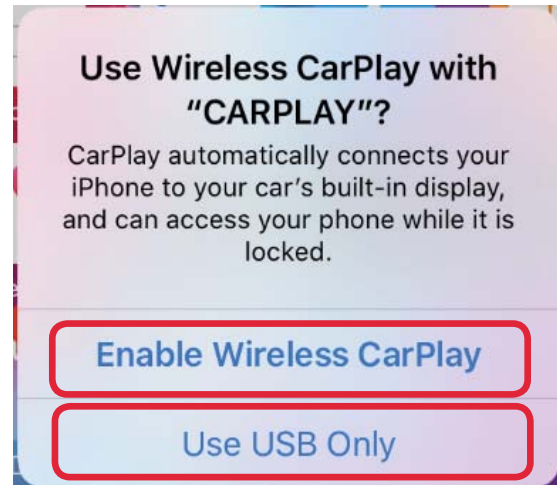 Use Wireless CarPlay with
“CARPLAY”?
CarPlay automatically connects your
iPhone to your car’s built-in display,
and can access your phone while it is
locked.
Enable Wireless CarPlay
Use USB Only